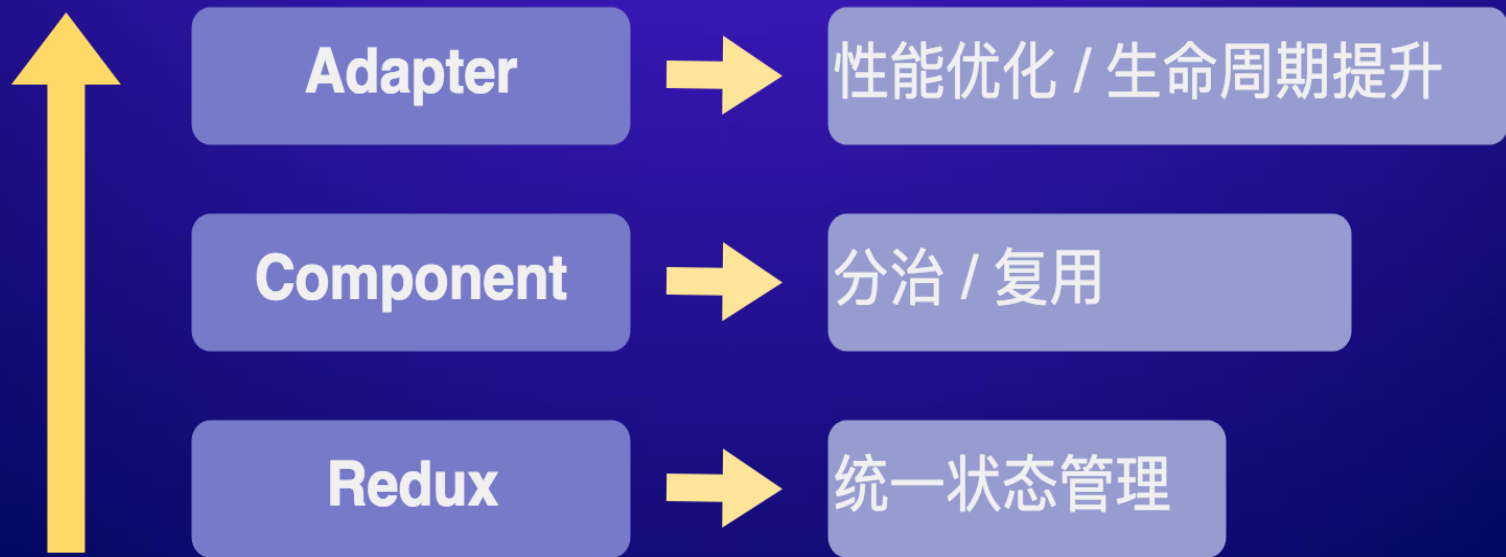 Adapter
性能优化 / 生命周期提升
Component
分治 / 复用
Redux
统一状态管理